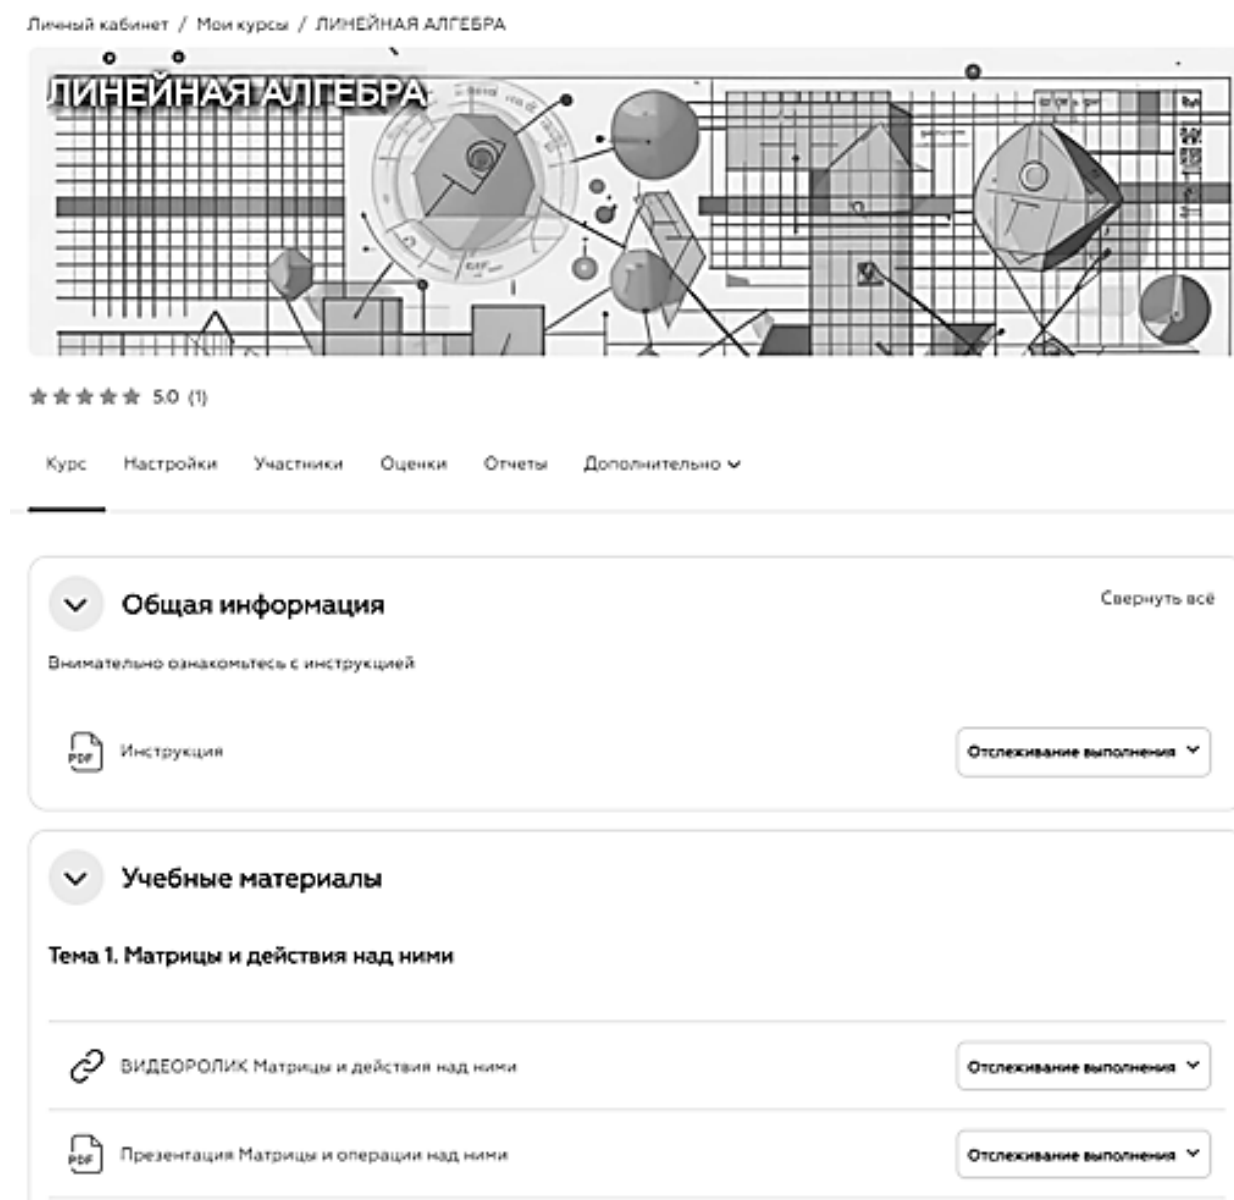 Личный кабинет / Мои курсы / ЛИНЕЙНАЯ АЛГЕБРА
ЛИНЕЙНАЯ АЛГЕБРА
5.0 (1)
Курс Настройки Участники Оценки Отчеты Дополнительно
Общая информация Свернуть всё
Внимательно ознакомьтесь с инструкцией
PDF Инструкция Отслеживание выполнения
Учебные материалы
Тема 1. Матрицы и действия над ними
ВИДЕОРОЛИК Матрицы и действия над ними Отслеживание выполнения
PDF Презентация Матрицы и операции над ними Отслеживание выполнения